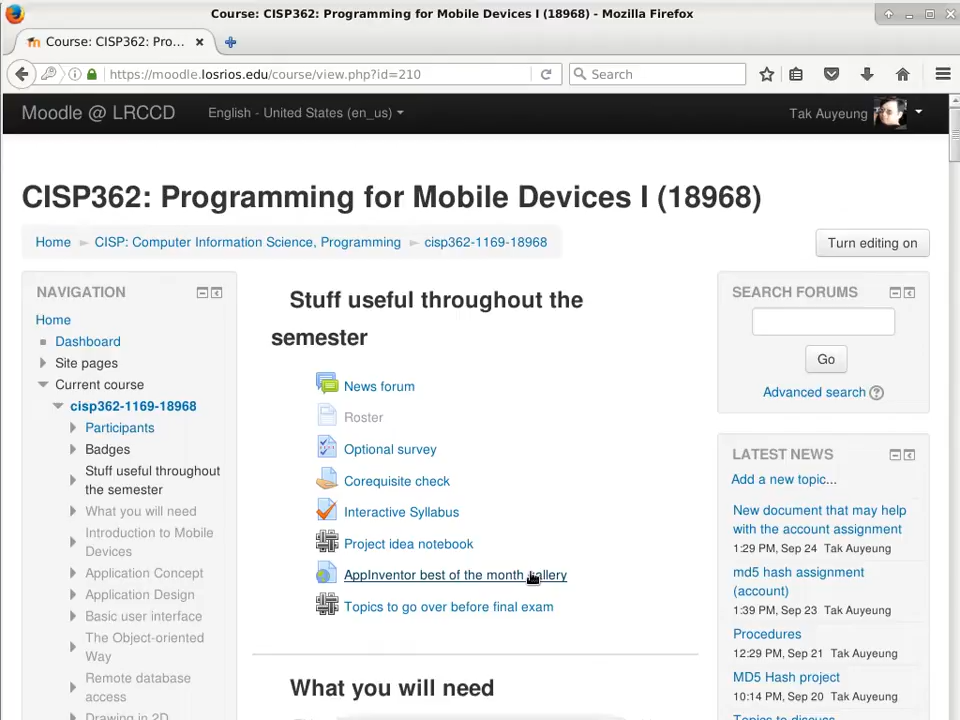 Course: CISP362: Programming for Mobile Devices I (18968) - Mozilla Firefox
Course: CISP362: Pro...
https://moodle.losrios.edu/course/view.php?id=210
Search
Moodle @ LRCCD
English - United States (en_us)
Tak Auyeung
CISP362: Programming for Mobile Devices I (18968)
Home
CISP: Computer Information Science, Programming
cisp362-1169-18968
Turn editing on
NAVIGATION
Home
Dashboard
Site pages
Current course
cisp362-1169-18968
Participants
Badges
Stuff useful throughout
the semester
What you will need
Introduction to Mobile
Devices
Application Concept
Application Design
Basic user interface
The Object-oriented
Way
Remote database
access
Drawing in 2D
Stuff useful throughout the
semester
News forum
Roster
Optional survey
Corequisite check
Interactive Syllabus
Project idea notebook
AppInventor best of the month gallery
Topics to go over before final exam
What you will need
SEARCH FORUMS
Go
Advanced search
LATEST NEWS
Add a new topic...
New document that may help
with the account assignment
1:29 PM, Sep 24 Tak Auyeung
md5 hash assignment
(account)
1:39 PM, Sep 23 Tak Auyeung
Procedures
12:29 PM, Sep 21 Tak Auyeung
MD5 Hash project
10:14 PM, Sep 20 Tak Auyeung
Topics to discuss